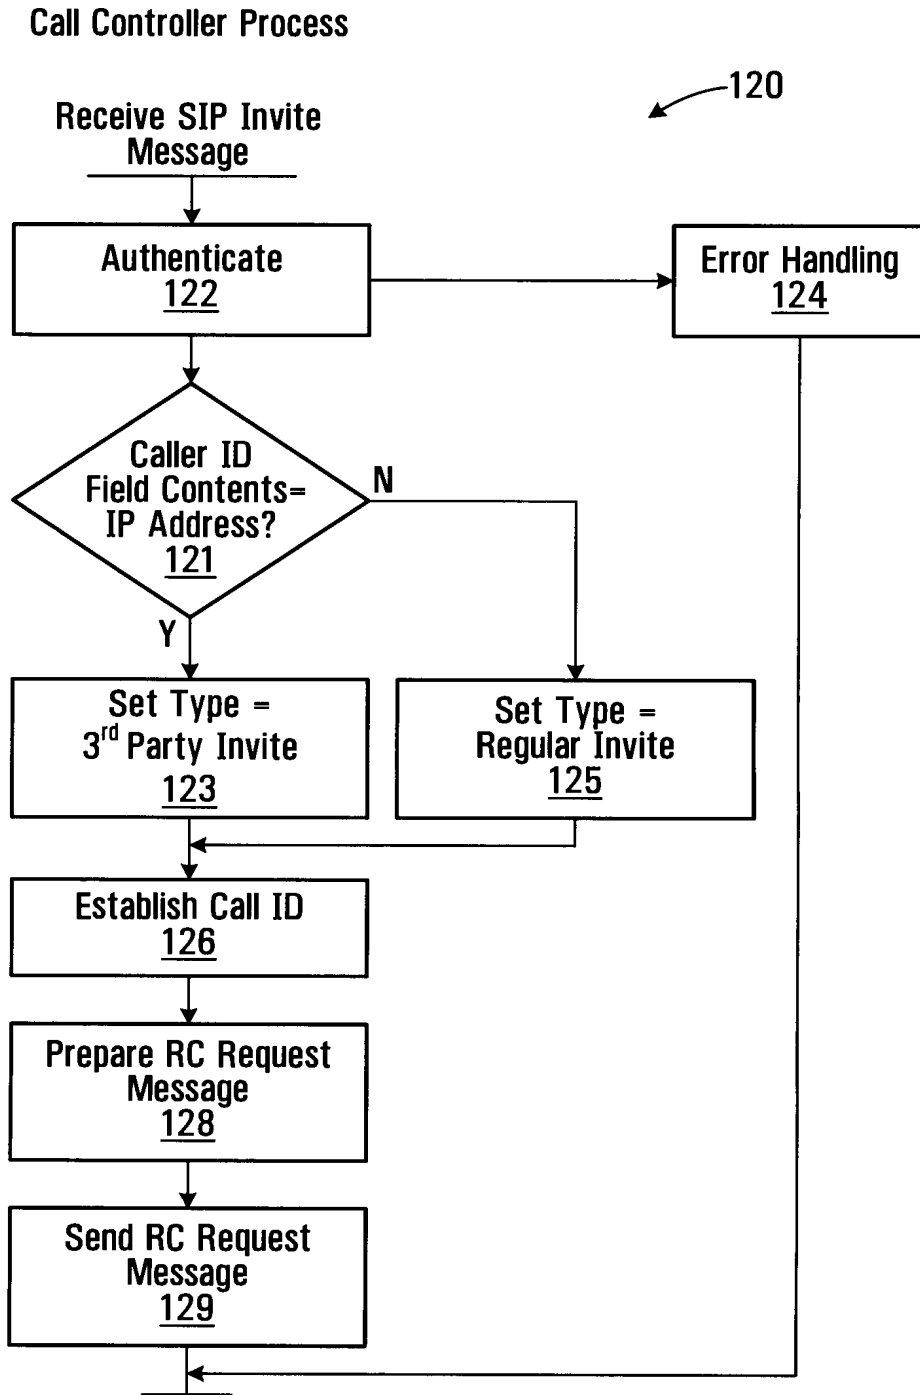 Call Controller Process
120
Receive SIP Invite
Message
Authenticate
122
Error Handling
124
Caller ID
Field Contents=
IP Address?
121
N
Y
Set Type =
3rd Party Invite
123
Set Type =
Regular Invite
125
Establish Call ID
126
Prepare RC Request
Message
128
Send RC Request
Message
129